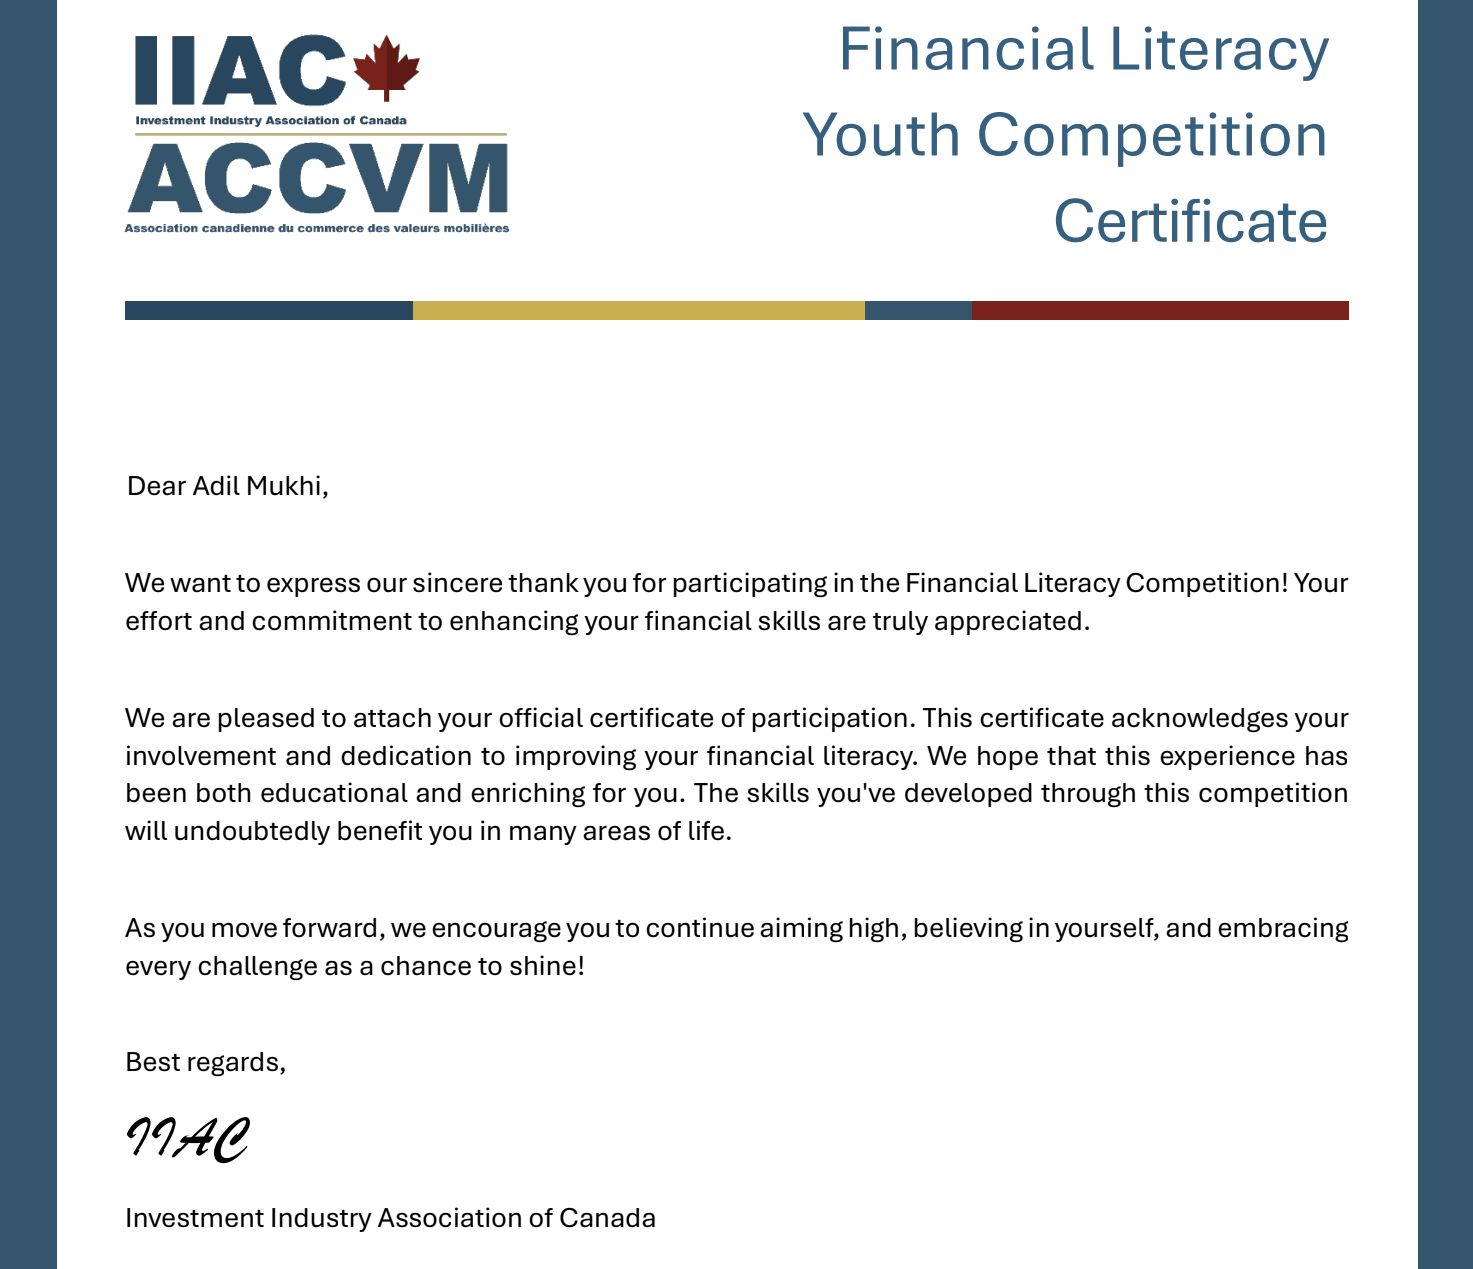 IIAC
Investment Industry Association of Canada
ACCVM
Association canadienne du commerce des valeurs mobilières
Financial Literacy
Youth Competition
Certificate
Dear Adil Mukhi,
We want to express our sincere thank you for participating in the Financial Literacy Competition! Your
effort and commitment to enhancing your financial skills are truly appreciated.
We are pleased to attach your official certificate of participation. This certificate acknowledges your
involvement and dedication to improving your financial literacy. We hope that this experience has
been both educational and enriching for you. The skills you've developed through this competition
will undoubtedly benefit you in many areas of life.
As you move forward, we encourage you to continue aiming high, believing in yourself, and embracing
every challenge as a chance to shine!
Best regards,
IIAC
Investment Industry Association of Canada